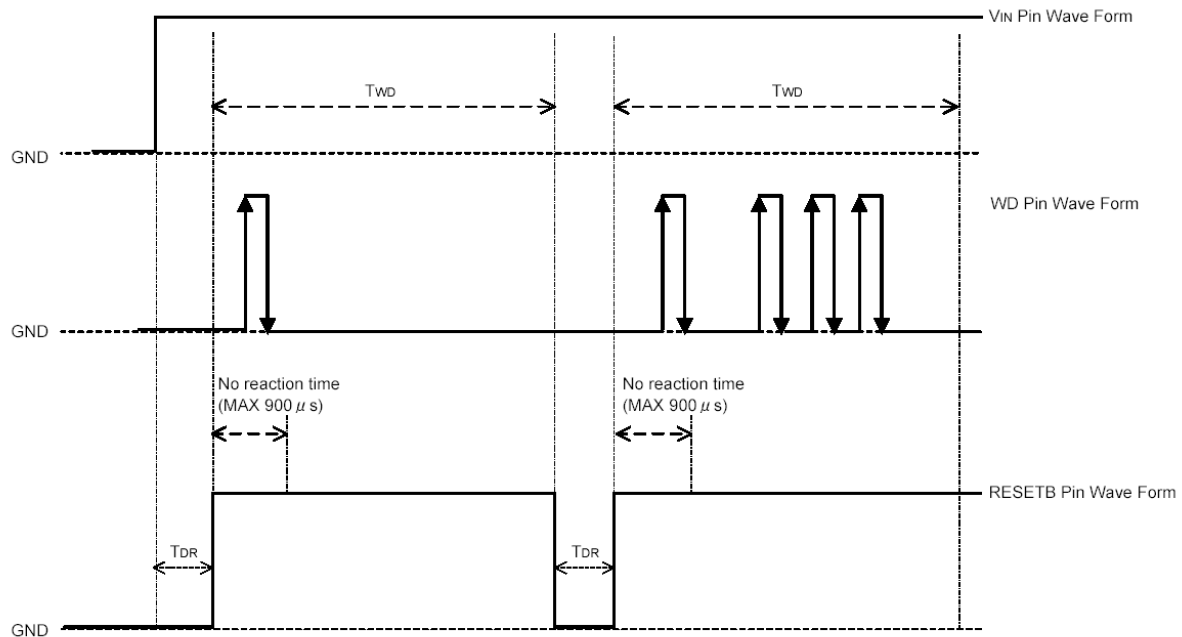 VIN Pin Wave Form
TWD TWD
GND
WD Pin Wave Form
GND
No reaction time No reaction time
(MAX 900 μ s) (MAX 900 μ s)
RESETB Pin Wave Form
TDR TDR
GND